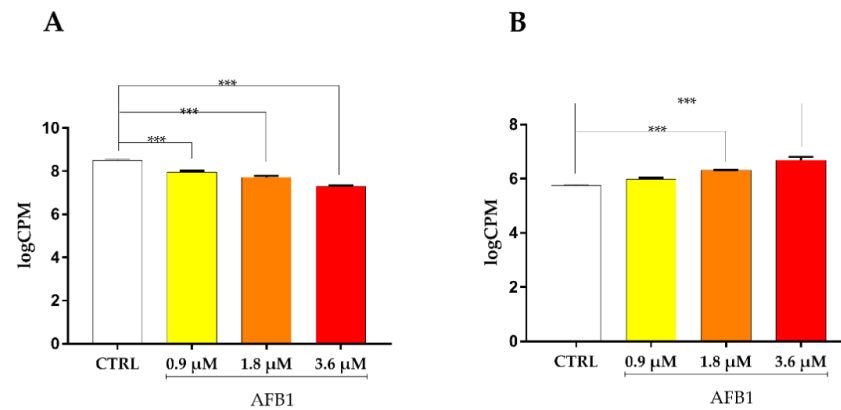 A
***
***
***
logCPM
10
8
6
4
2
0
CTRL 0.9 μM 1.8 μM 3.6 μM
AFB1
B
***
***
logCPM
8
6
4
2
0
CTRL 0.9 μM 1.8 μM 3.6 μM
AFB1